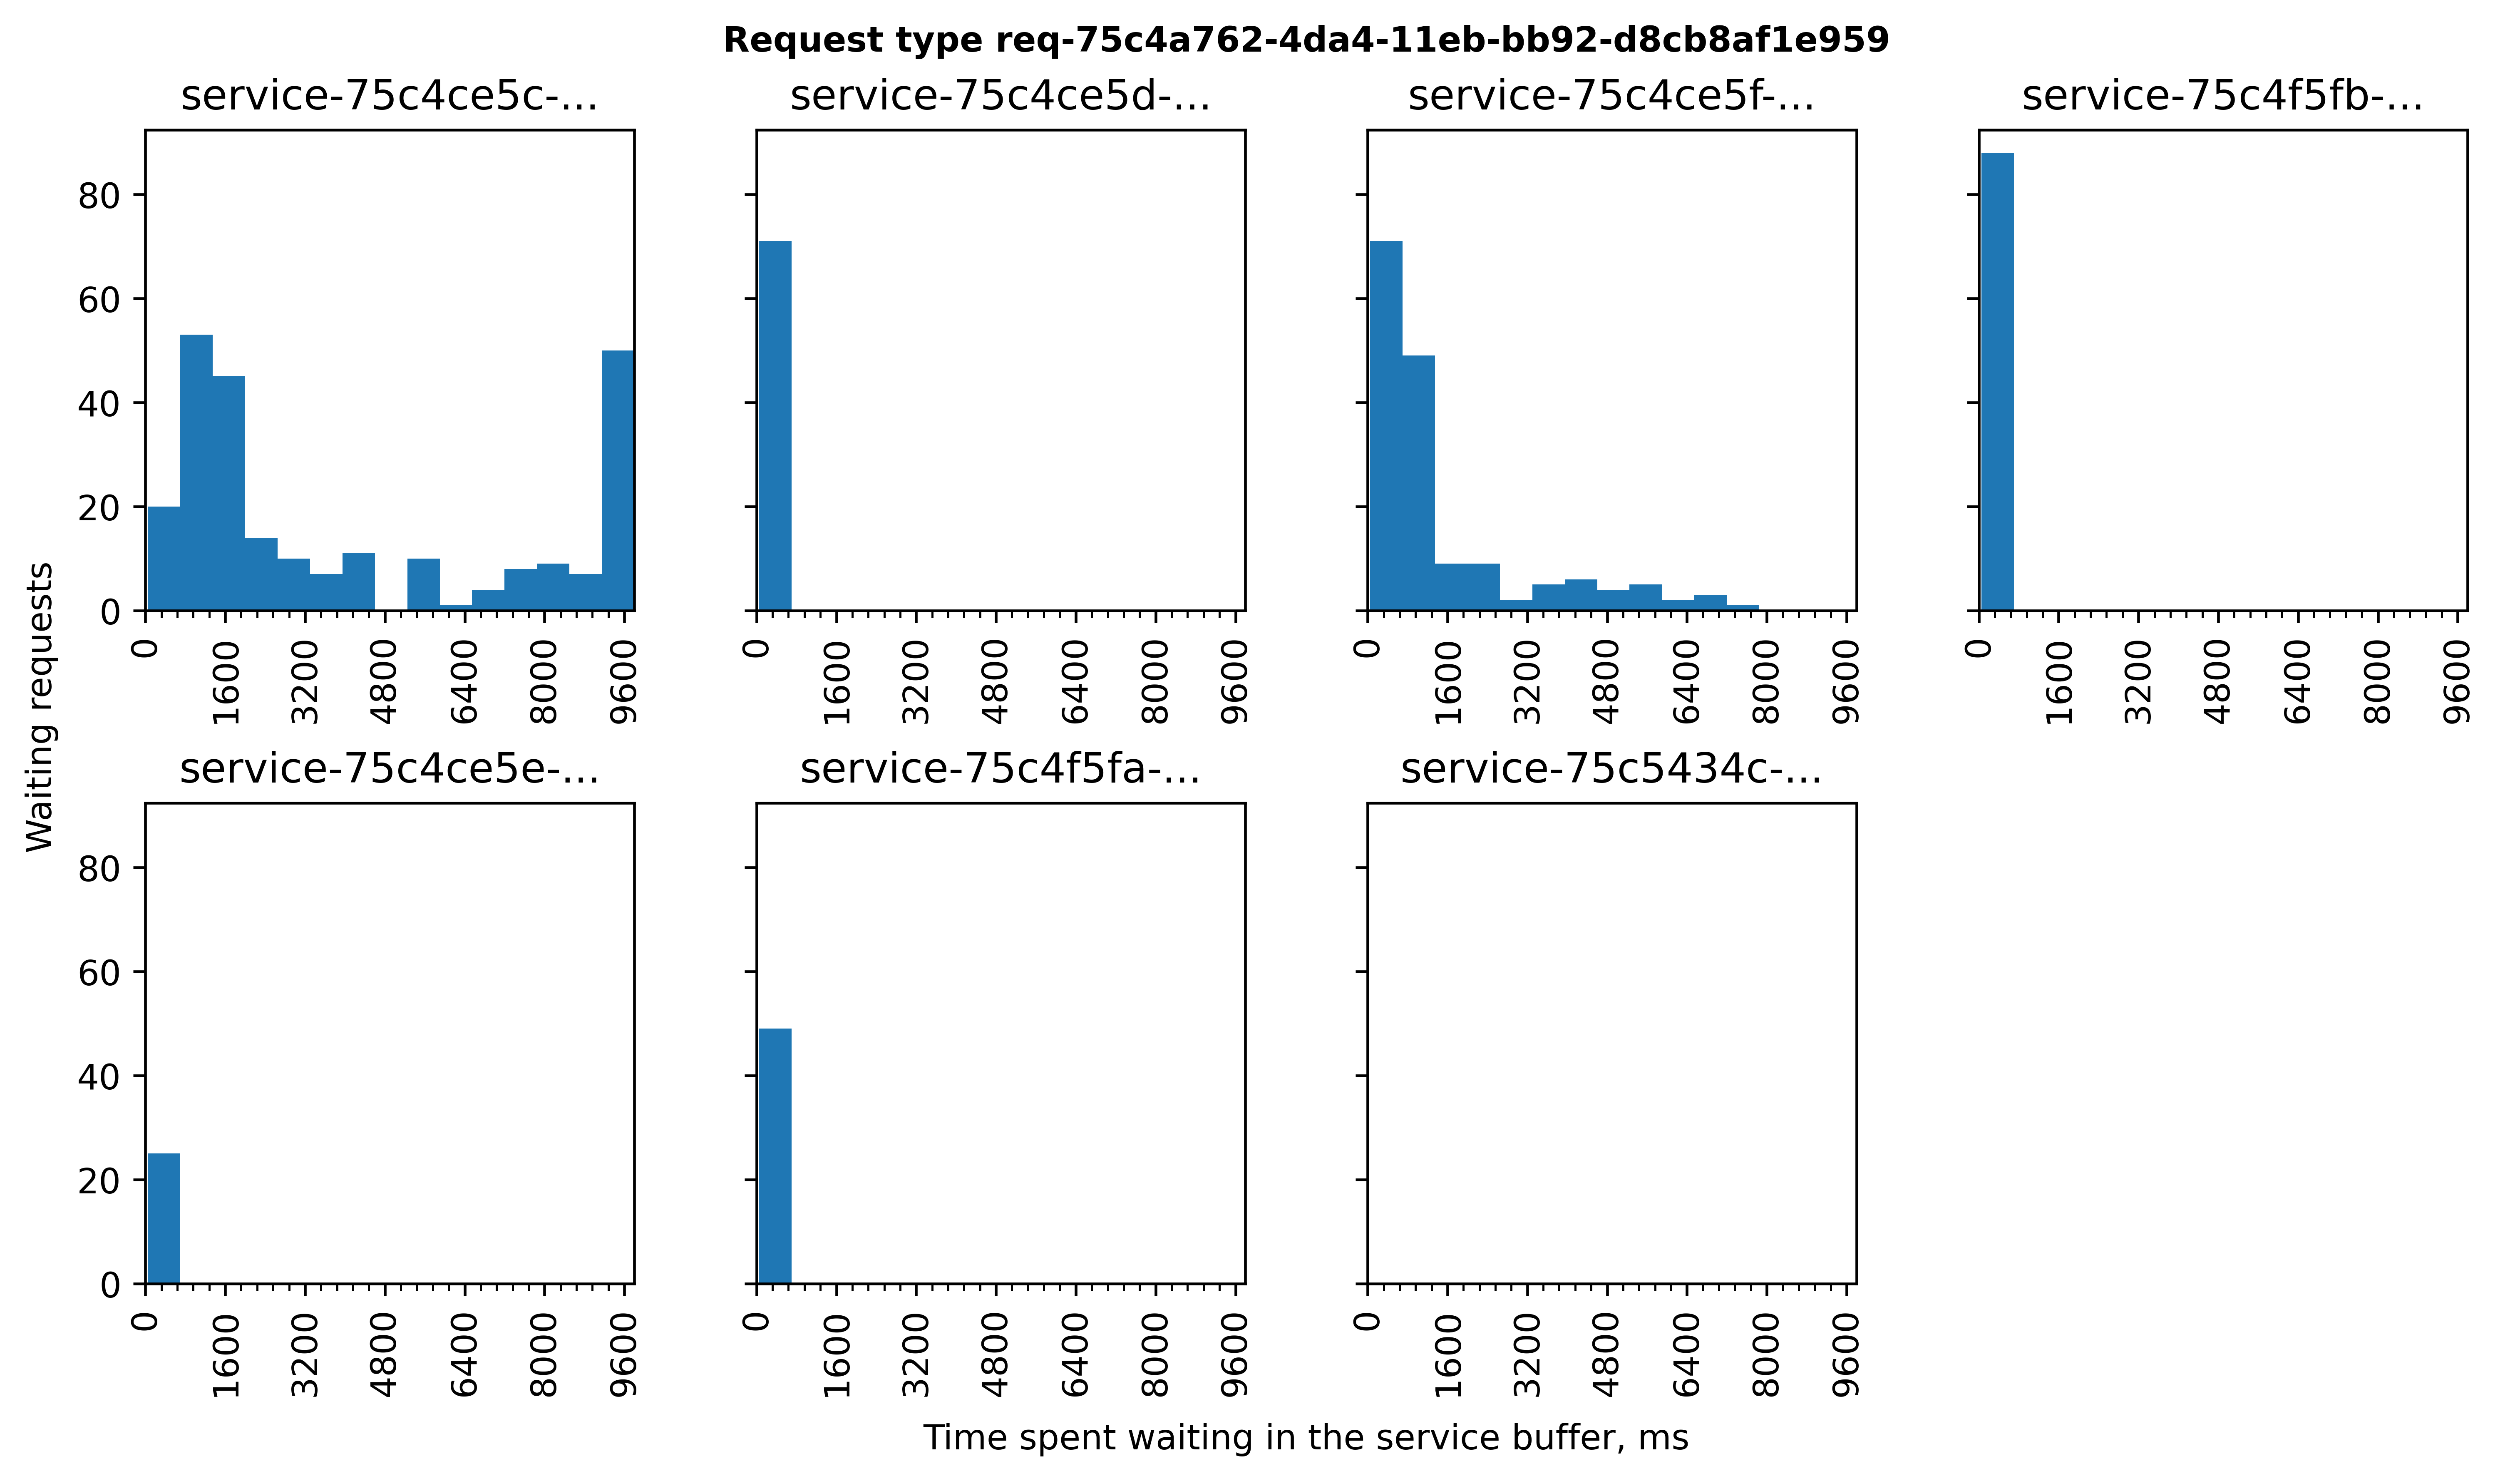 Request type req-75c4a762-4da4-11eb-bb92-d8cb8af1e959
service-75c4ce5c-...
service-75c4ce5d-...
service-75c4ce5f-...
service-75c4f5fb-...
80
60
40
20
0
0 1600 3200 4800 6400 8000 9600
0 1600 3200 4800 6400 8000 9600
0 1600 3200 4800 6400 8000 9600
0 1600 3200 4800 6400 8000 9600
Waiting requests
service-75c4ce5e-...
service-75c4f5fa-...
service-75c5434c-...
80
60
40
20
0
0 1600 3200 4800 6400 8000 9600
0 1600 3200 4800 6400 8000 9600
0 1600 3200 4800 6400 8000 9600
Time spent waiting in the service buffer, ms